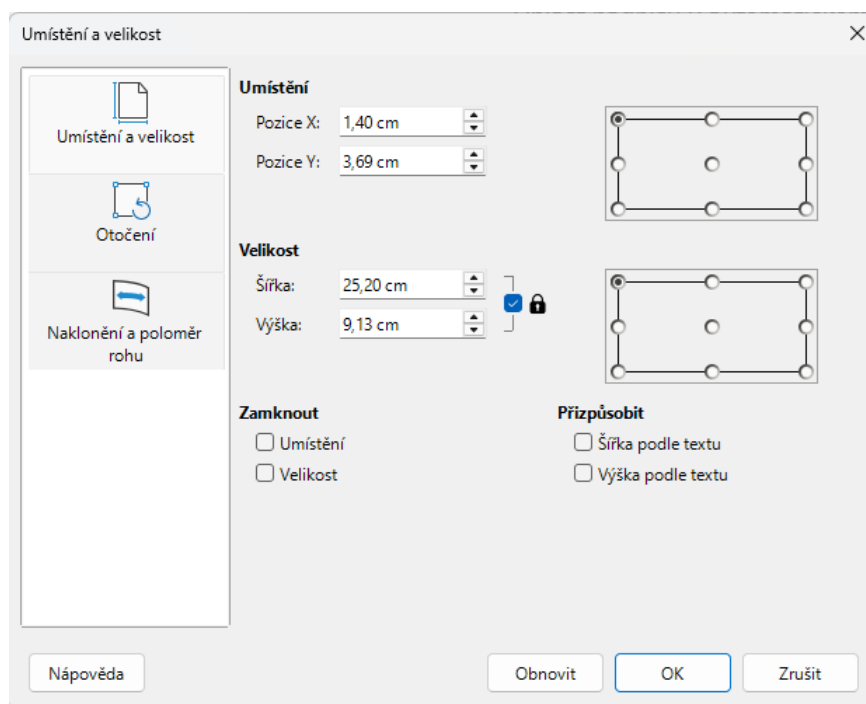 Umístění a velikost
Umístění a velikost
Otočení
Naklonění a poloměr
rohu
Umístění
Pozice X: 1,40 cm
Pozice Y: 3,69 cm
Velikost
Šířka: 25,20 cm
Výška: 9,13 cm
Zamknout
Umístění
Velikost
Přizpůsobit
Šířka podle textu
Výška podle textu
Nápověda
Obnovit
OK
Zrušit